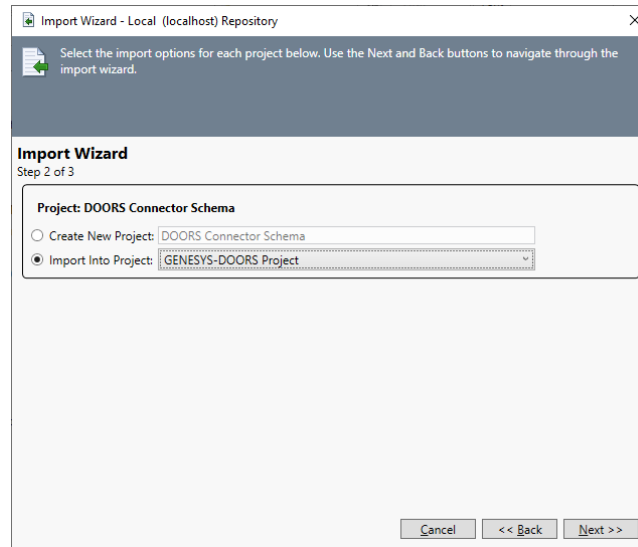 Import Wizard - Local  (localhost) Repository
Select the import options for each project below. Use the Next and Back buttons to navigate through the
import wizard.
Import Wizard
Step 2 of 3
Project: DOORS Connector Schema
Create New Project: DOORS Connector Schema
Import Into Project: GENESYS-DOORS Project
Cancel << Back Next >>